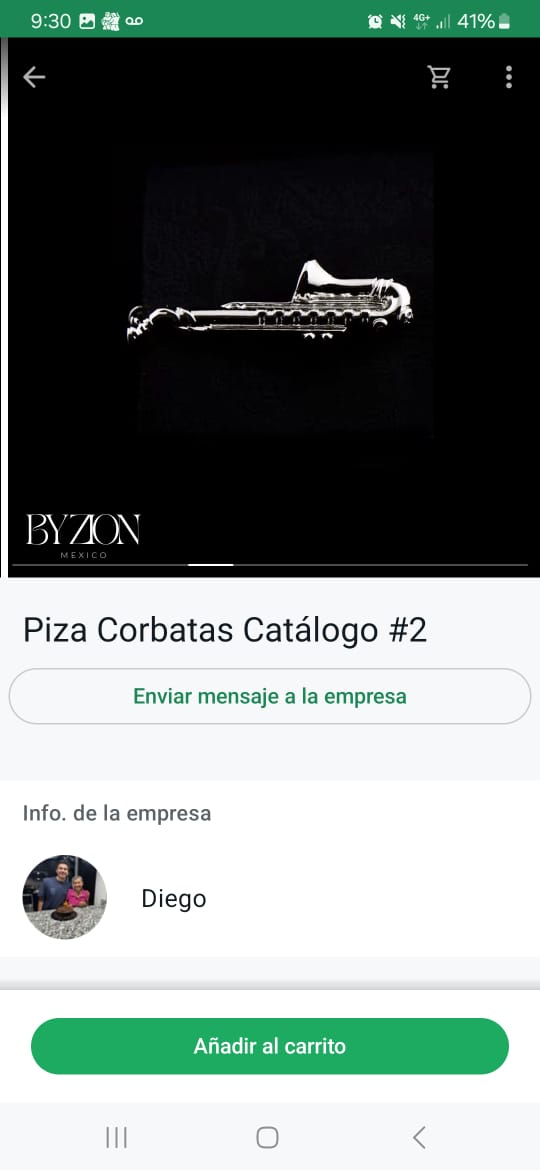 9:30
4G+
41%
BYZION
MEXICO
Piza Corbatas Catálogo #2
Enviar mensaje a la empresa
Info. de la empresa
Diego
Añadir al carrito